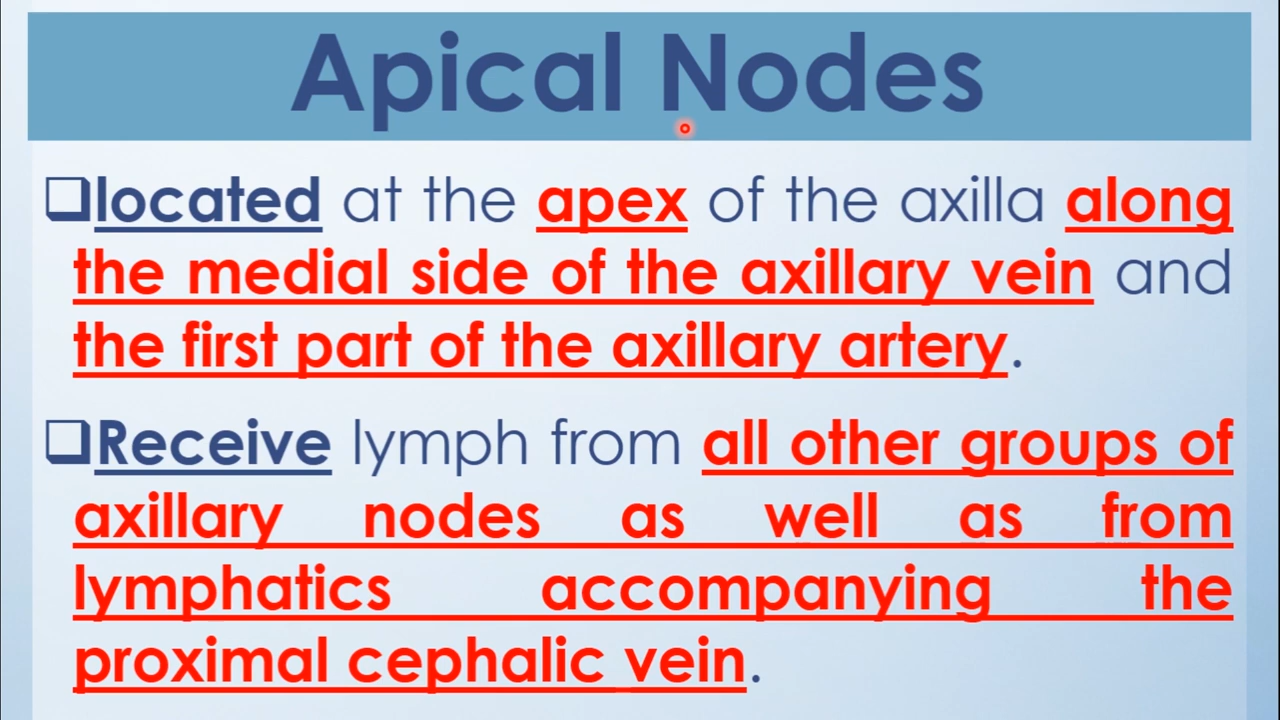 Apical Nodes
❑located at the apex of the axilla along
the medial side of the axillary vein and
the first part of the axillary artery.
❑Receive lymph from all other groups of
axillary nodes as well as from
lymphatics accompanying the
proximal cephalic vein.